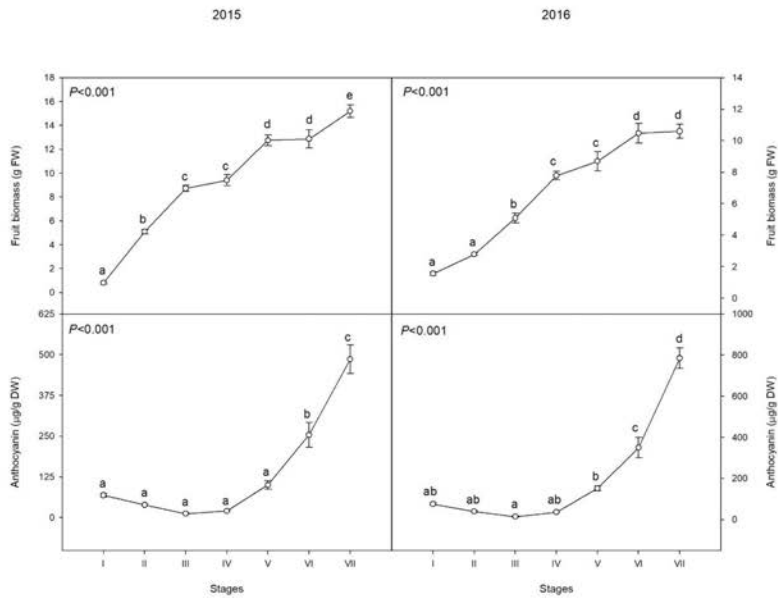 2015 2016
P<0.001 P<0.001
Fruit biomass (g FW)
18
16
14
12
10
8
6
4
2
0
a b c c d d e
a a b c c d d
14
12
10
8
6
4
2
0
Fruit biomass (g FW)
P<0.001 P<0.001
Anthocyanin (µg/g DW)
625
500
375
250
125
0
a a a a a b c
ab ab a ab b c d
1000
800
600
400
200
0
Anthocyanin (µg/g DW)
I II III IV V VI VII I II III IV V VI VII
Stages Stages